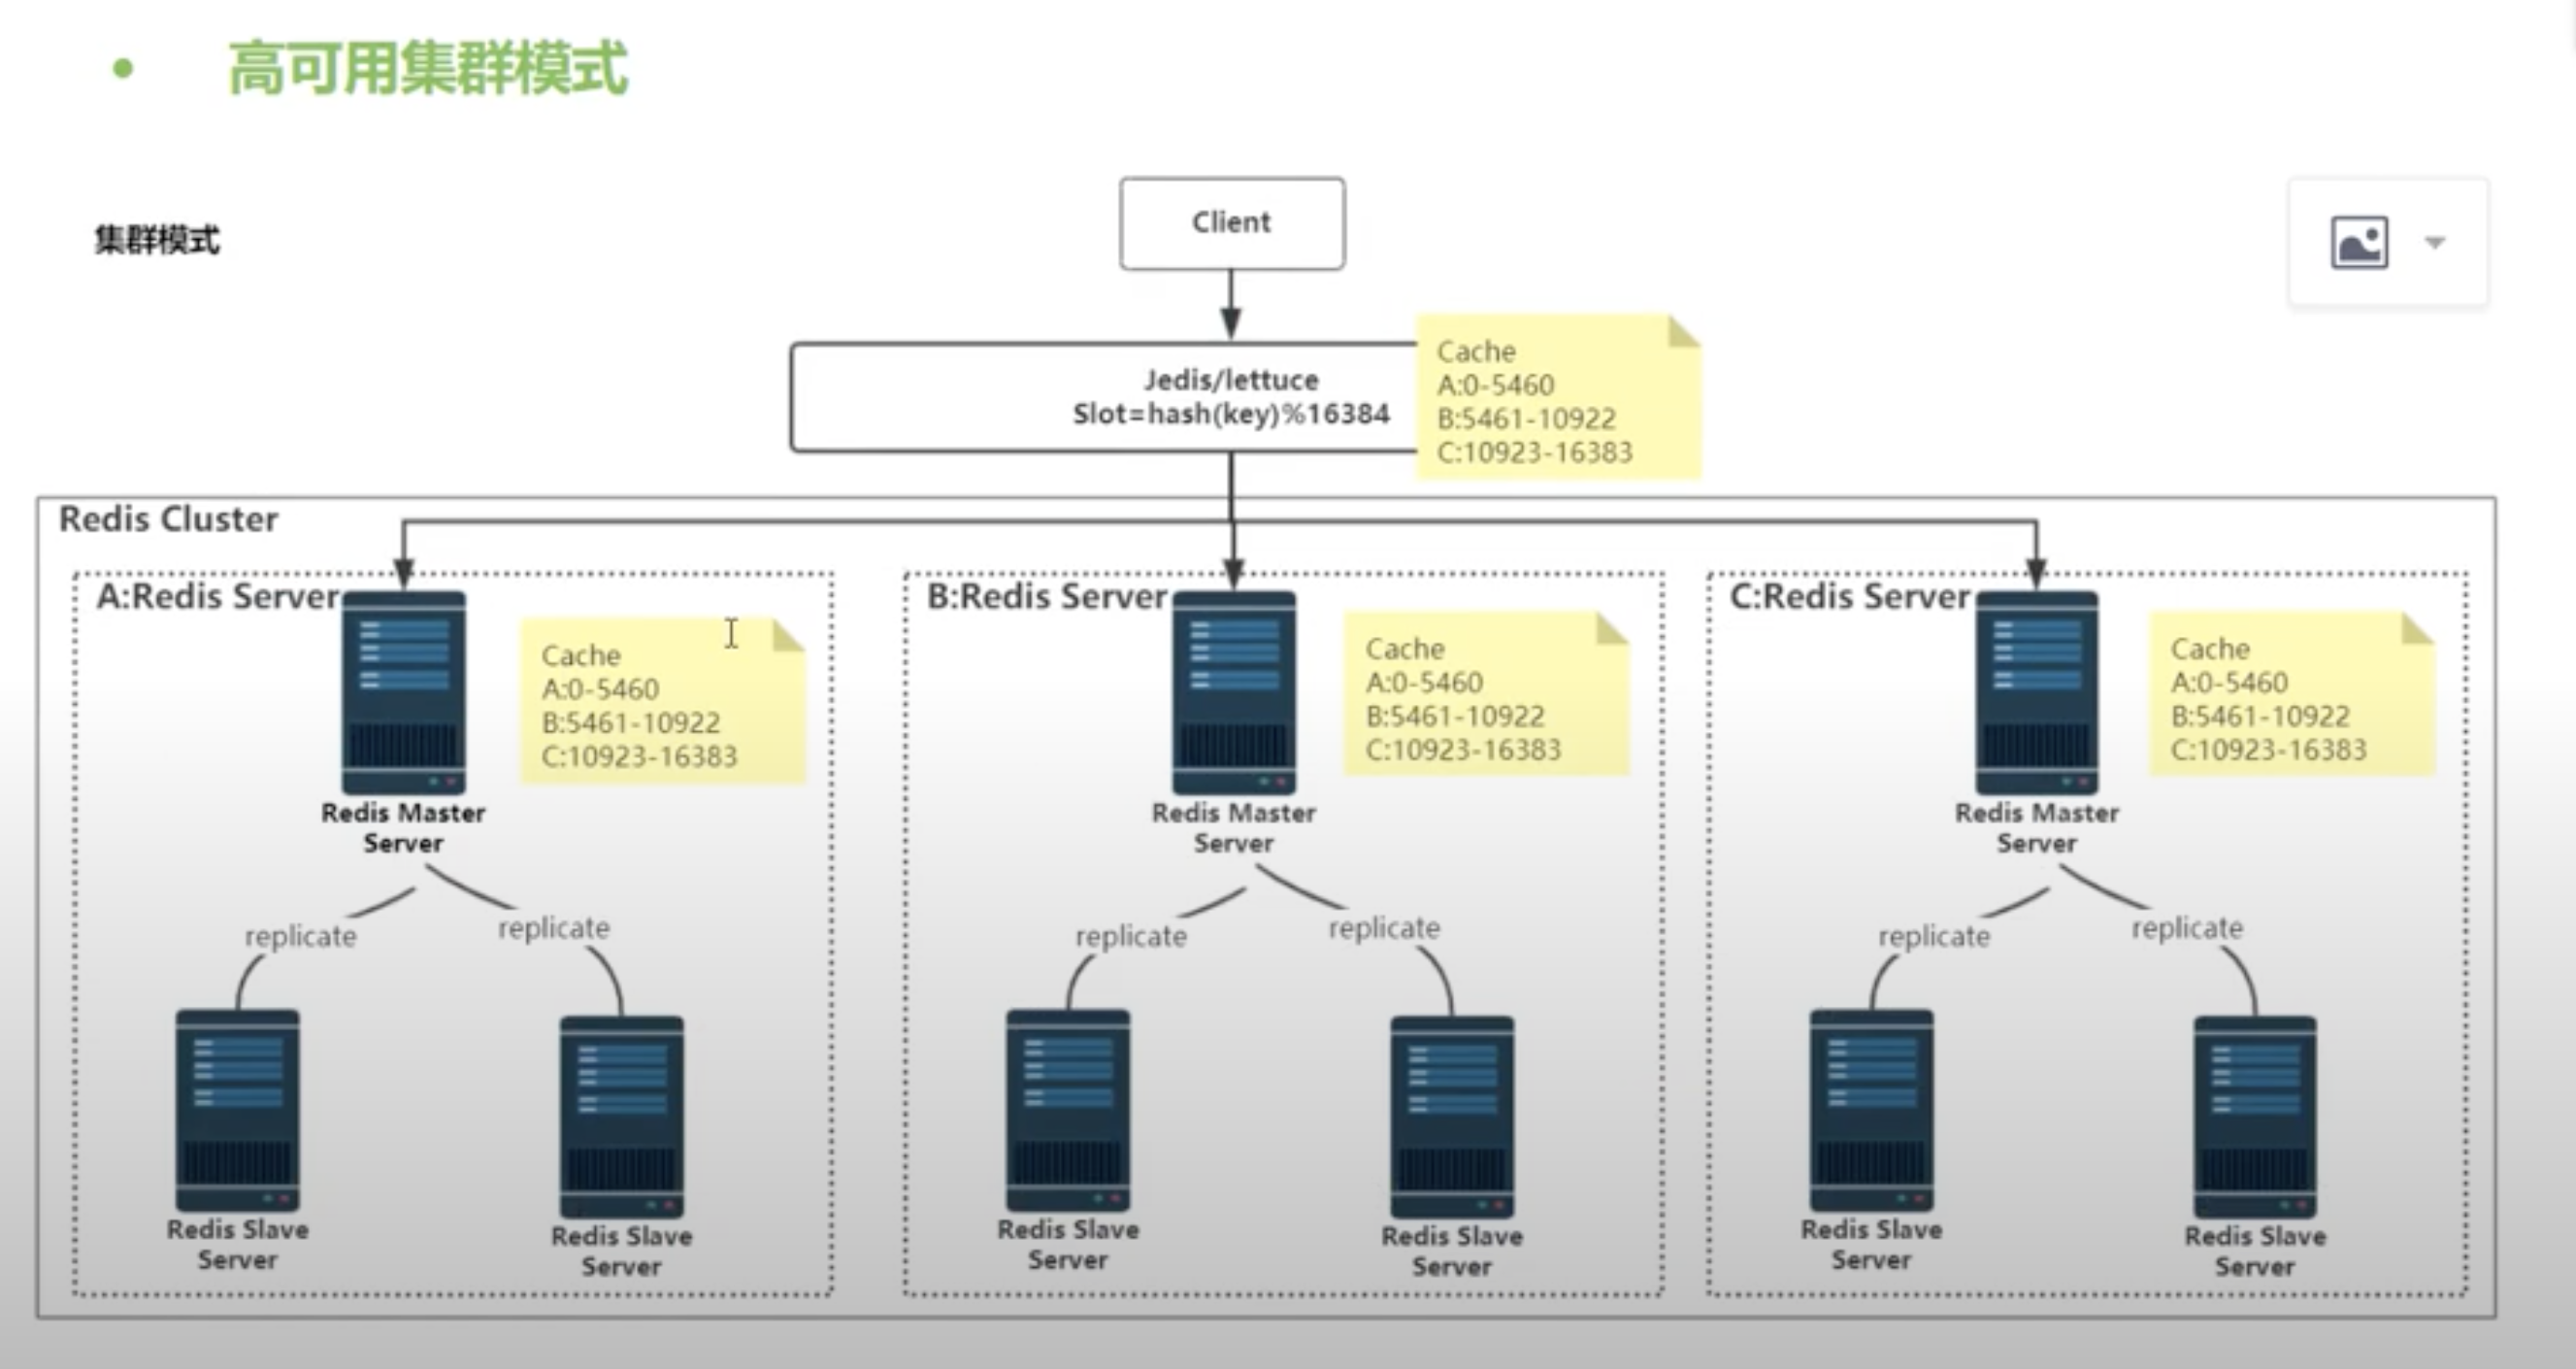 高可用集群模式
集群模式
Client
Jedis/lettuce
Slot=hash(key)%16384
Cache
A:0-5460
B:5461-10922
C:10923-16383
Redis Cluster
A:Redis Server
Cache
A:0-5460
B:5461-10922
C:10923-16383
Redis Master
Server
replicate
replicate
Redis Slave
Server
Redis Slave
Server
B:Redis Server
Cache
A:0-5460
B:5461-10922
C:10923-16383
Redis Master
Server
replicate
replicate
Redis Slave
Server
Redis Slave
Server
C:Redis Server
Cache
A:0-5460
B:5461-10922
C:10923-16383
Redis Master
Server
replicate
replicate
Redis Slave
Server
Redis Slave
Server